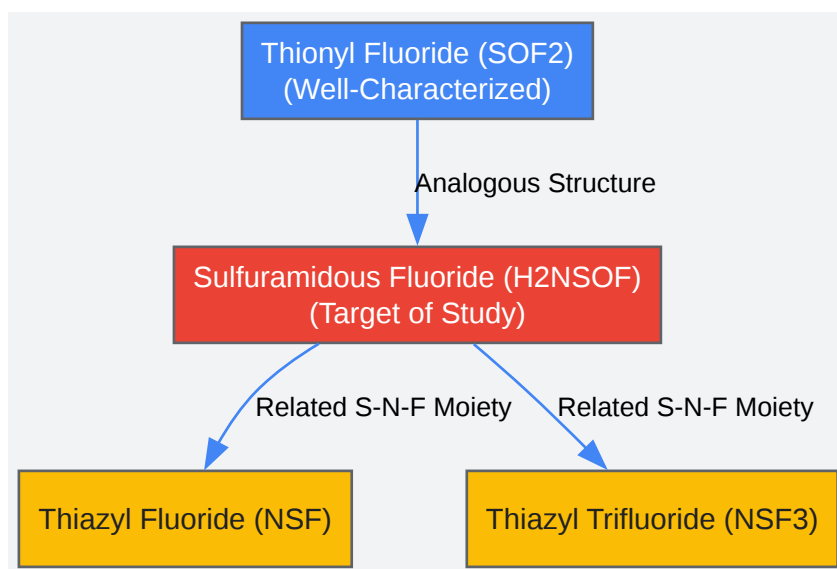 Thionyl Fluoride (SOF2)
(Well-Characterized)
Analogous Structure
Sulfuramidous Fluoride (H2NSOF)
(Target of Study)
Related S-N-F Moiety
Related S-N-F Moiety
Thiazyl Fluoride (NSF)
Thiazyl Trifluoride (NSF3)